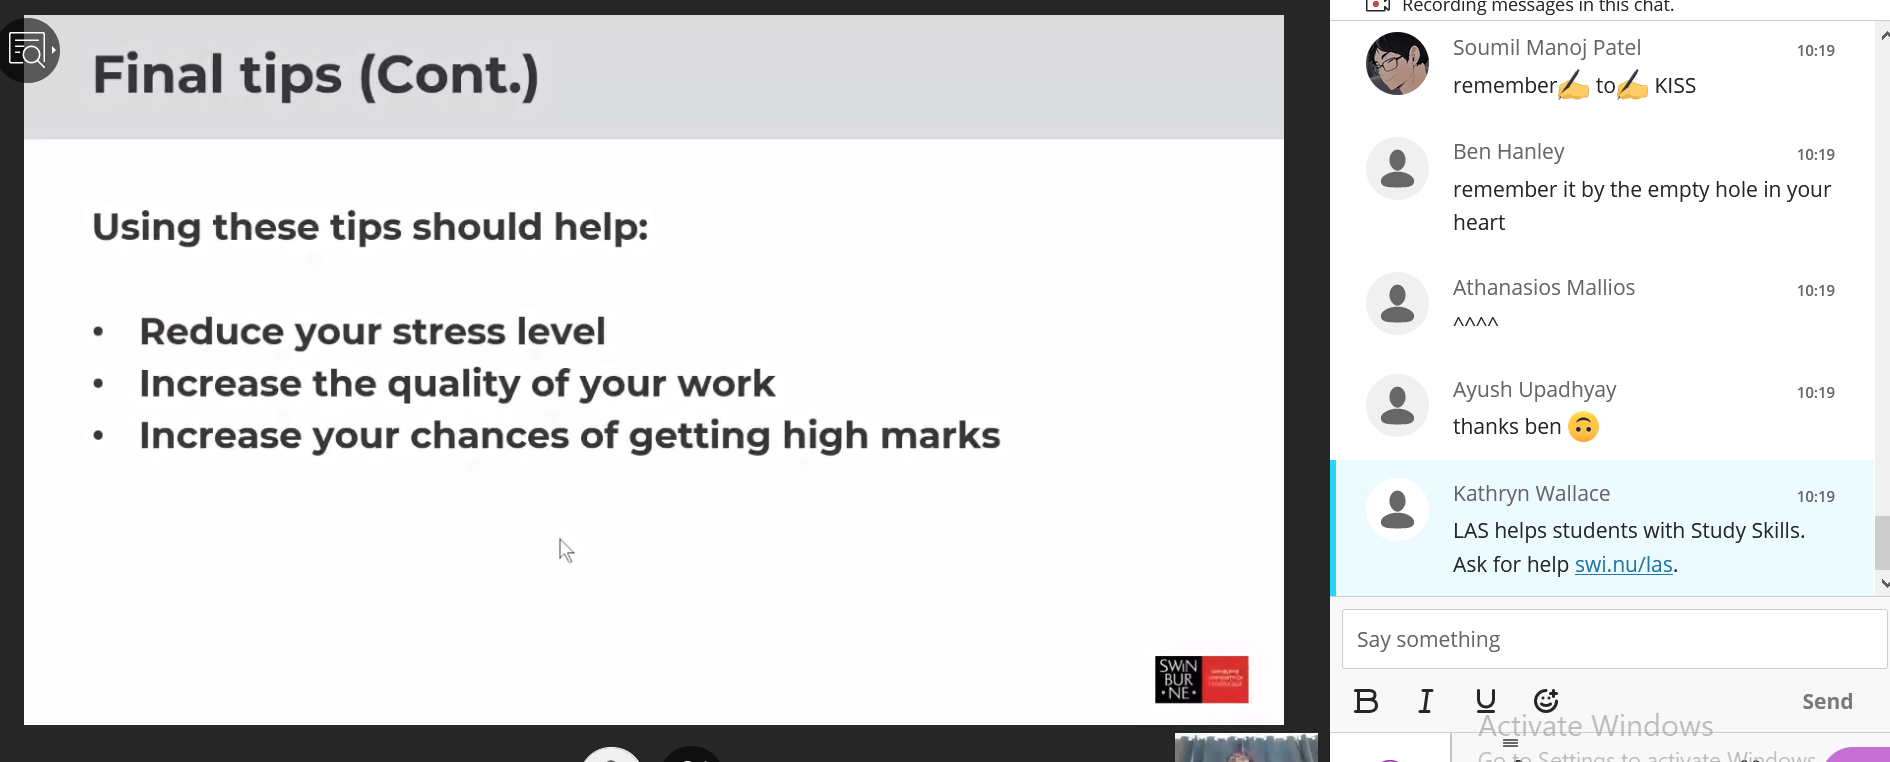 Final tips (Cont.)
Using these tips should help:
• Reduce your stress level
• Increase the quality of your work
• Increase your chances of getting high marks
SWIN
BUR
• NE •
Recording messages in this chat.
Soumil Manoj Patel 10:19
remember✍️ to✍️ KISS
Ben Hanley 10:19
remember it by the empty hole in your
heart
Athanasios Mallios 10:19
^^^^
Ayush Upadhyay 10:19
thanks ben 🙃
Kathryn Wallace 10:19
LAS helps students with Study Skills.
Ask for help swi.nu/las.
Say something
B I U Send
Activate Windows
Go to Settings to activate Windows.